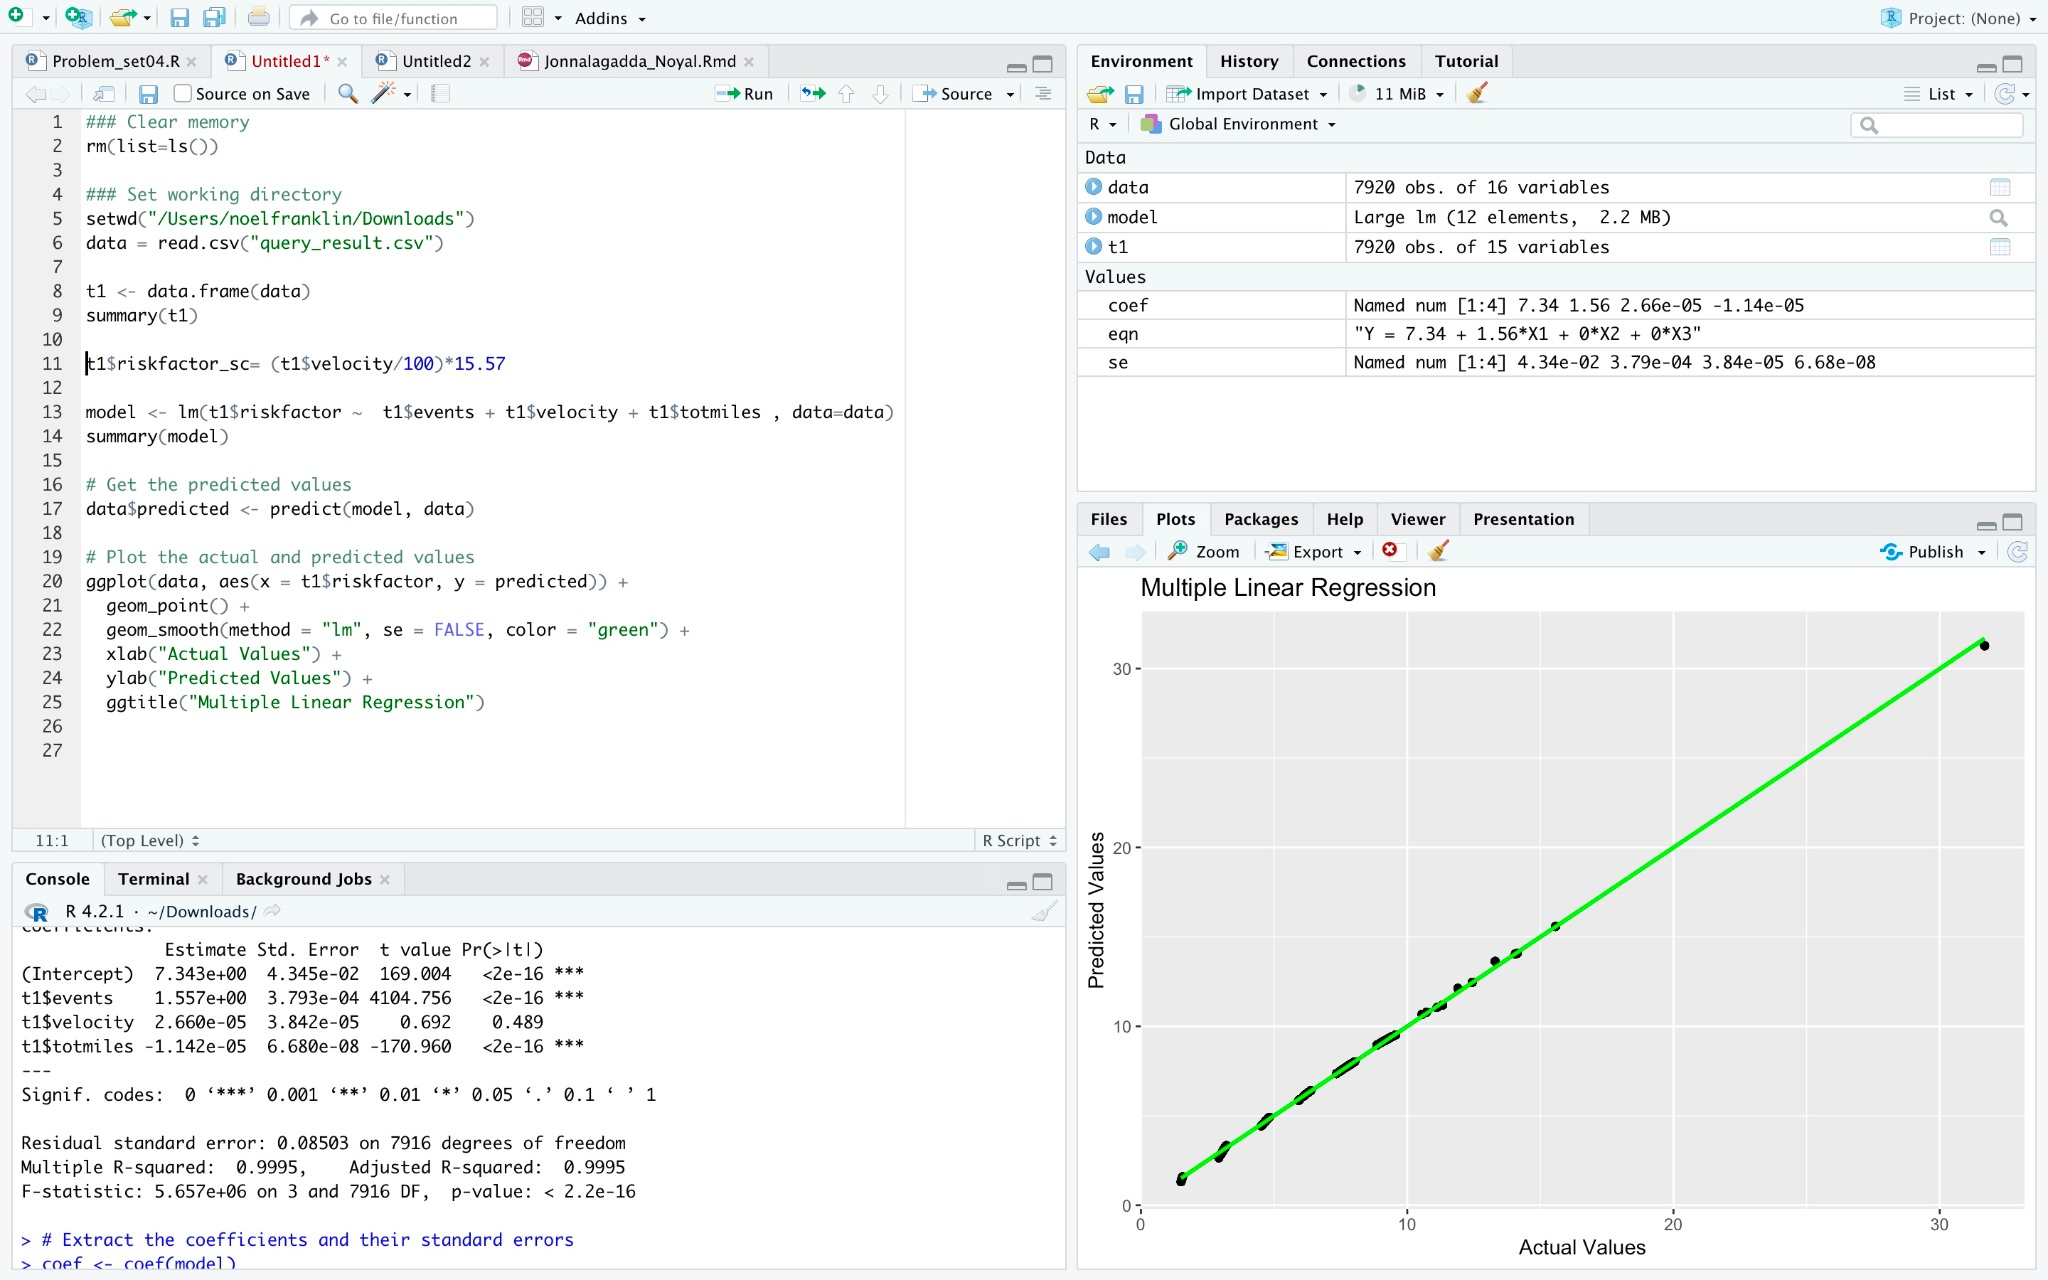 Go to file/function
Addins
Project: (None)
Problem_set04.R
Untitled1*
Untitled2
Jonnalagadda_Noyal.Rmd
Source on Save
Run
Source
1 ### Clear memory
2 rm(list=ls())
3
4 ### Set working directory
5 setwd("/Users/noelfranklin/Downloads")
6 data = read.csv("query_result.csv")
7
8 t1 <- data.frame(data)
9 summary(t1)
10
11 t1$riskfactor_sc= (t1$velocity/100)*15.57
12
13 model <- lm(t1$riskfactor ~  t1$events + t1$velocity + t1$totmiles , data=data)
14 summary(model)
15
16 # Get the predicted values
17 data$predicted <- predict(model, data)
18
19 # Plot the actual and predicted values
20 ggplot(data, aes(x = t1$riskfactor, y = predicted)) +
21   geom_point() +
22   geom_smooth(method = "lm", se = FALSE, color = "green") +
23   xlab("Actual Values") +
24   ylab("Predicted Values") +
25   ggtitle("Multiple Linear Regression")
26
27
11:1
(Top Level)
R Script
Console
Terminal
Background Jobs
R 4.2.1 · ~/Downloads/
Coefficients:
Estimate Std. Error t value Pr(>|t|)
(Intercept) 7.343e+00 4.345e-02 169.004 <2e-16 ***
t1$events 1.557e+00 3.793e-04 4104.756 <2e-16 ***
t1$velocity 2.660e-05 3.842e-05 0.692 0.489
t1$totmiles -1.142e-05 6.680e-08 -170.960 <2e-16 ***
---
Signif. codes:  0 ‘***’ 0.001 ‘**’ 0.01 ‘*’ 0.05 ‘.’ 0.1 ‘ ’ 1
Residual standard error: 0.08503 on 7916 degrees of freedom
Multiple R-squared:  0.9995,    Adjusted R-squared:  0.9995
F-statistic: 5.657e+06 on 3 and 7916 DF,  p-value: < 2.2e-16
> # Extract the coefficients and their standard errors
> coef <- coef(model)
Environment
History
Connections
Tutorial
Import Dataset
11 MiB
List
R
Global Environment
Data
data 7920 obs. of 16 variables
model Large lm (12 elements,  2.2 MB)
t1 7920 obs. of 15 variables
Values
coef Named num [1:4] 7.34 1.56 2.66e-05 -1.14e-05
eqn "Y = 7.34 + 1.56*X1 + 0*X2 + 0*X3"
se Named num [1:4] 4.34e-02 3.79e-04 3.84e-05 6.68e-08
Files
Plots
Packages
Help
Viewer
Presentation
Zoom
Export
Publish
Multiple Linear Regression
Predicted Values
30
20
10
0
0
10
20
30
Actual Values